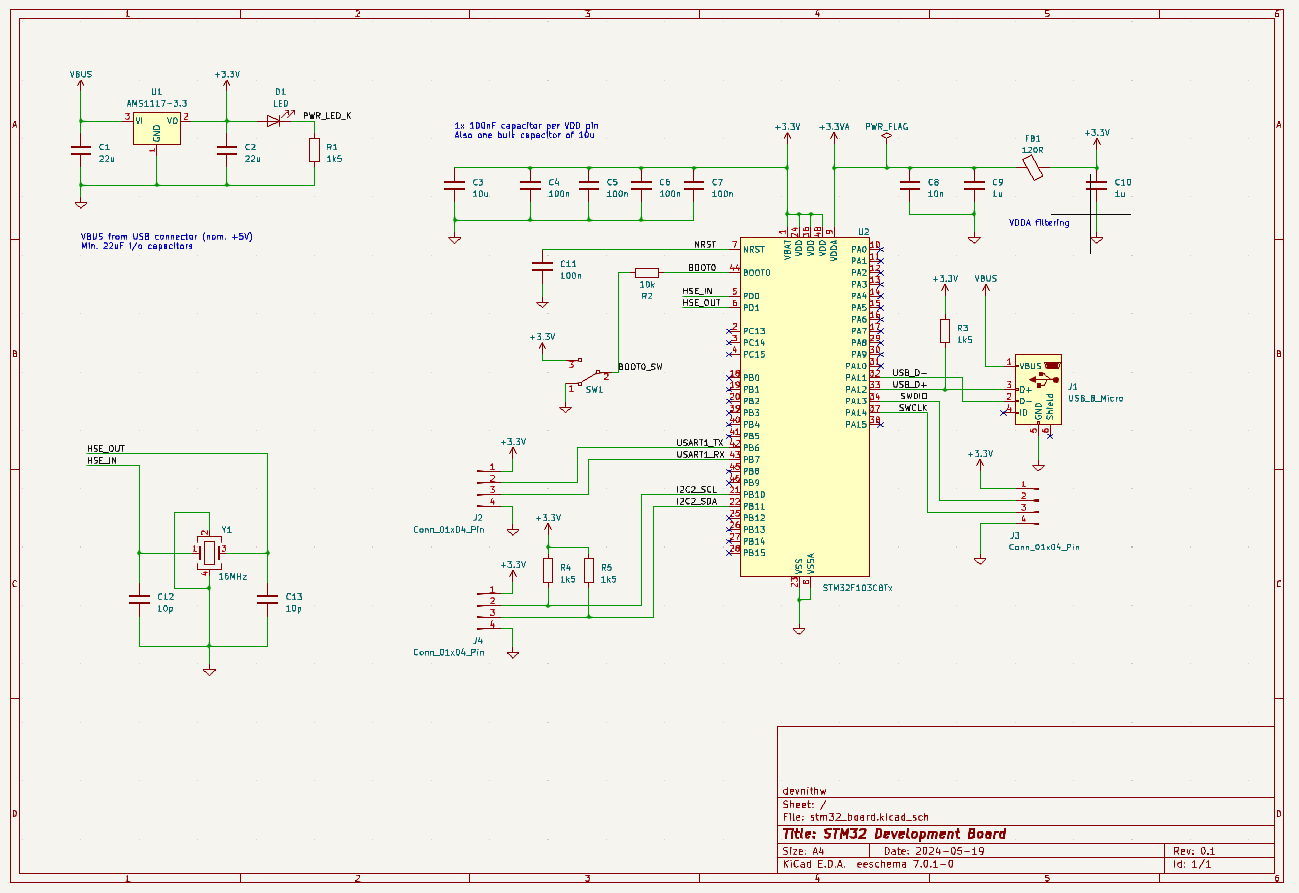 1 2 3 4 5 6
A A
B B
C C
D D
VBUS
+3.3V
U1
AMS1117-3.3
3 VI VO 2
GND
1
D1
LED
PWR_LED_K
C1
22u
C2
22u
R1
1k5
VBUS from USB connector (nom. +5V)
Min. 22uF i/o capacitors
1x 100nF capacitor per VDD pin
Also one bult capcitor of 10u
C3
10u
C4
100n
C5
100n
C6
100n
C7
100n
+3.3V
+3.3VA
PWR_FLAG
C8
10n
C9
1u
FB1
120R
+3.3V
C10
1u
VDDA filtering
C11
100n
NRST
BOOT0
10k
R2
HSE_IN
HSE_OUT
+3.3V
3
1
2
SW1
BOOT0_SW
U2
1 VBAT
24 VDD
36 VDD
48 VDD
9 VDDA
7 NRST
44 BOOT0
5 PD0
6 PD1
2 PC13
3 PC14
4 PC15
18 PB0
19 PB1
20 PB2
39 PB3
40 PB4
41 PB5
42 PB6
43 PB7
45 PB8
46 PB9
21 PB10
22 PB11
25 PB12
26 PB13
27 PB14
28 PB15
PA0 10
PA1 11
PA2 12
PA3 13
PA4 14
PA5 15
PA6 16
PA7 17
PA8 29
PA9 30
PA10 31
PA11 32
PA12 33
PA13 34
PA14 37
PA15 38
VSS 23
VSSA 8
STM32F103C8Tx
USART1_TX
USART1_RX
I2C2_SCL
I2C2_SDA
USB_D-
USB_D+
SWDIO
SWCLK
+3.3V
VBUS
R3
1k5
1 VBUS
3 D+
2 D-
4 ID
GND
Shield
5 6
J1
USB_B_Micro
+3.3V
1
2
3
4
J3
Conn_01x04_Pin
+3.3V
1
2
3
4
J2
Conn_01x04_Pin
+3.3V
R4
1k5
R5
1k5
+3.3V
1
2
3
4
J4
Conn_01x04_Pin
HSE_OUT
HSE_IN
Y1
1 2 3 4
16MHz
C12
10p
C13
10p
devnithw
Sheet: /
File: stm32_board.kicad_sch
Title: STM32 Development Board
Size: A4 Date: 2024-05-19 Rev: 0.1
KiCad E.D.A. eeschema 7.0.1-0 Id: 1/1
1 2 3 4 5 6